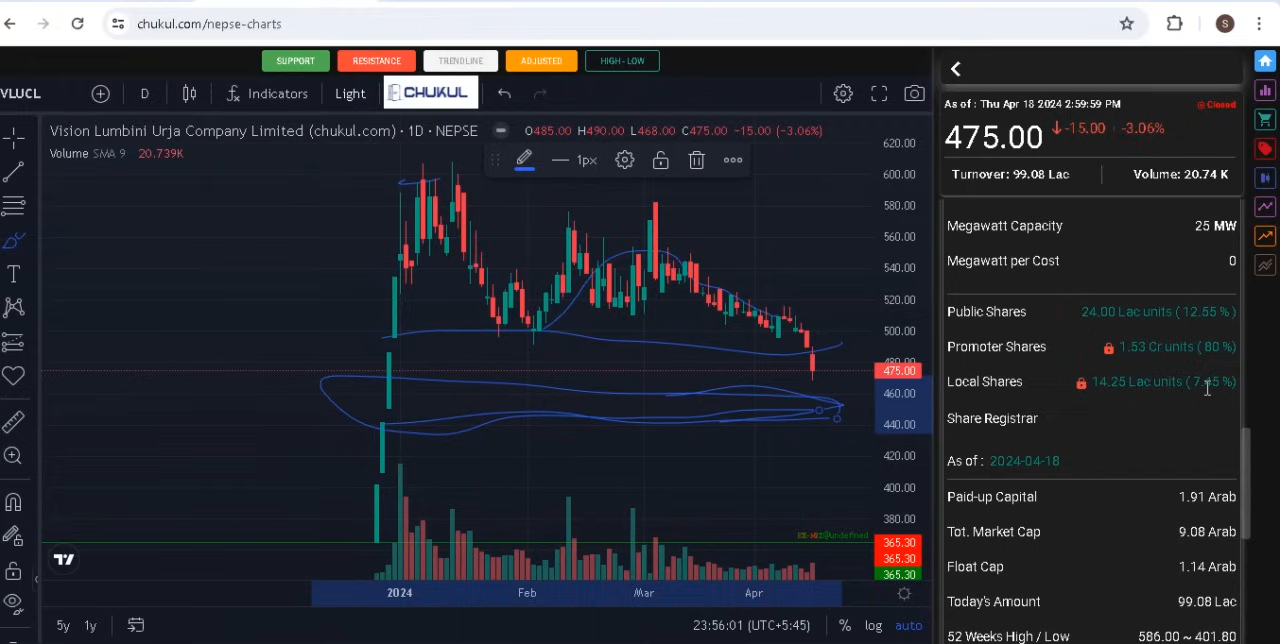 chukul.com/nepse-charts
S
SUPPORT RESISTANCE TRENDLINE ADJUSTED HIGH - LOW
VLUCL D Indicators Light CHUKUL
As of : Thu Apr 18 2024 2:59:59 PM Closed
475.00 -15.00 -3.06%
Turnover: 99.08 Lac Volume: 20.74 K
Vision Lumbini Urja Company Limited (chukul.com) · 1D · NEPSE O485.00 H490.00 L468.00 C475.00 -15.00 (-3.06%)
Volume SMA 9 20.739K
1px
620.00
600.00
580.00
560.00
540.00
520.00
500.00
480.00
475.00
460.00
440.00
420.00
400.00
380.00
365.30
365.30
365.30
2024 Feb Mar Apr
5y 1y 23:56:01 (UTC+5:45) % log auto
Megawatt Capacity 25 MW
Megawatt per Cost 0
Public Shares 24.00 Lac units ( 12.55 % )
Promoter Shares 1.53 Cr units ( 80 %)
Local Shares 14.25 Lac units ( 7.45 %)
Share Registrar
As of : 2024-04-18
Paid-up Capital 1.91 Arab
Tot. Market Cap 9.08 Arab
Float Cap 1.14 Arab
Today's Amount 99.08 Lac
52 Weeks High / Low 586.00 ~ 401.80